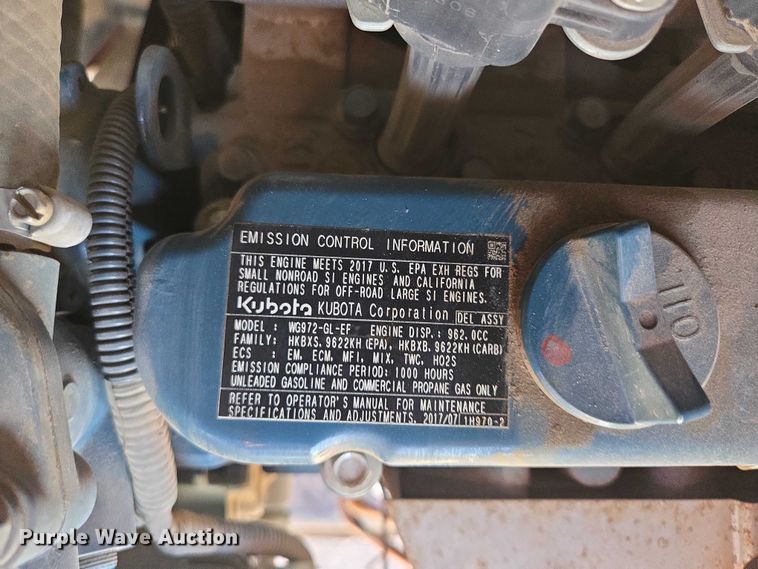 EMISSION CONTROL INFORMATION
THIS ENGINE MEETS 2017 U.S. EPA EXH REGS FOR
SMALL NONROAD SI ENGINES AND CALIFORNIA
REGULATIONS FOR OFF-ROAD LARGE SI ENGINES.
Kubota KUBOTA Corporation DEL ASSY
MODEL : WG972-GL-EF ENGINE DISP.: 962.0CC
FAMILY: HKBXS.9622KH (EPA), HKBXB.9622KH (CARB)
ECS : EM, ECM, MFI, MIX, TWC, HO2S
EMISSION COMPLIANCE PERIOD: 1000 HOURS
UNLEADED GASOLINE AND COMMERCIAL PROPANE GAS ONLY
REFER TO OPERATOR'S MANUAL FOR MAINTENANCE
SPECIFICATIONS AND ADJUSTMENTS. 2017/07 1H970-2
OIL
Purple Wave Auction